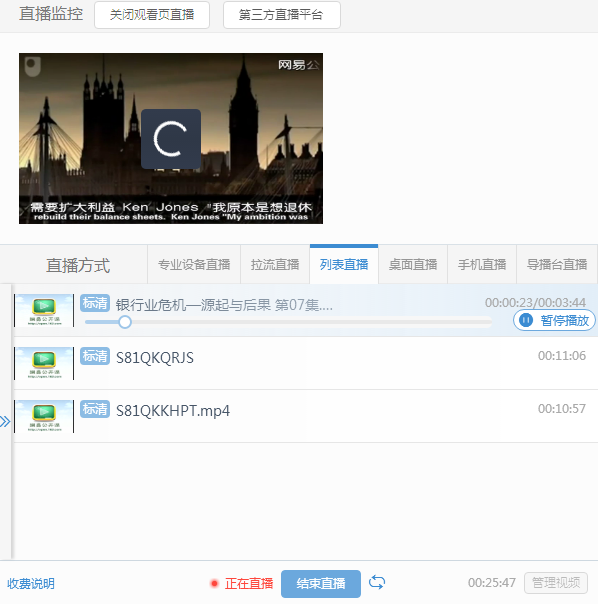 直播监控 关闭观看页直播 第三方直播平台
网易公
需要扩大利益 Ken Jones "我原本是想退休
rebuild their balance sheets. Ken Jones "My ambition was
直播方式 专业设备直播 拉流直播 列表直播 桌面直播 手机直播 导播台直播
标清 银行业危机—源起与后果 第07集.... 00:00:23/00:03:44
暂停播放
标清 S81QKQRJS 00:11:06
标清 S81QKKHPT.mp4 00:10:57
收费说明 正在直播 结束直播 00:25:47 管理视频